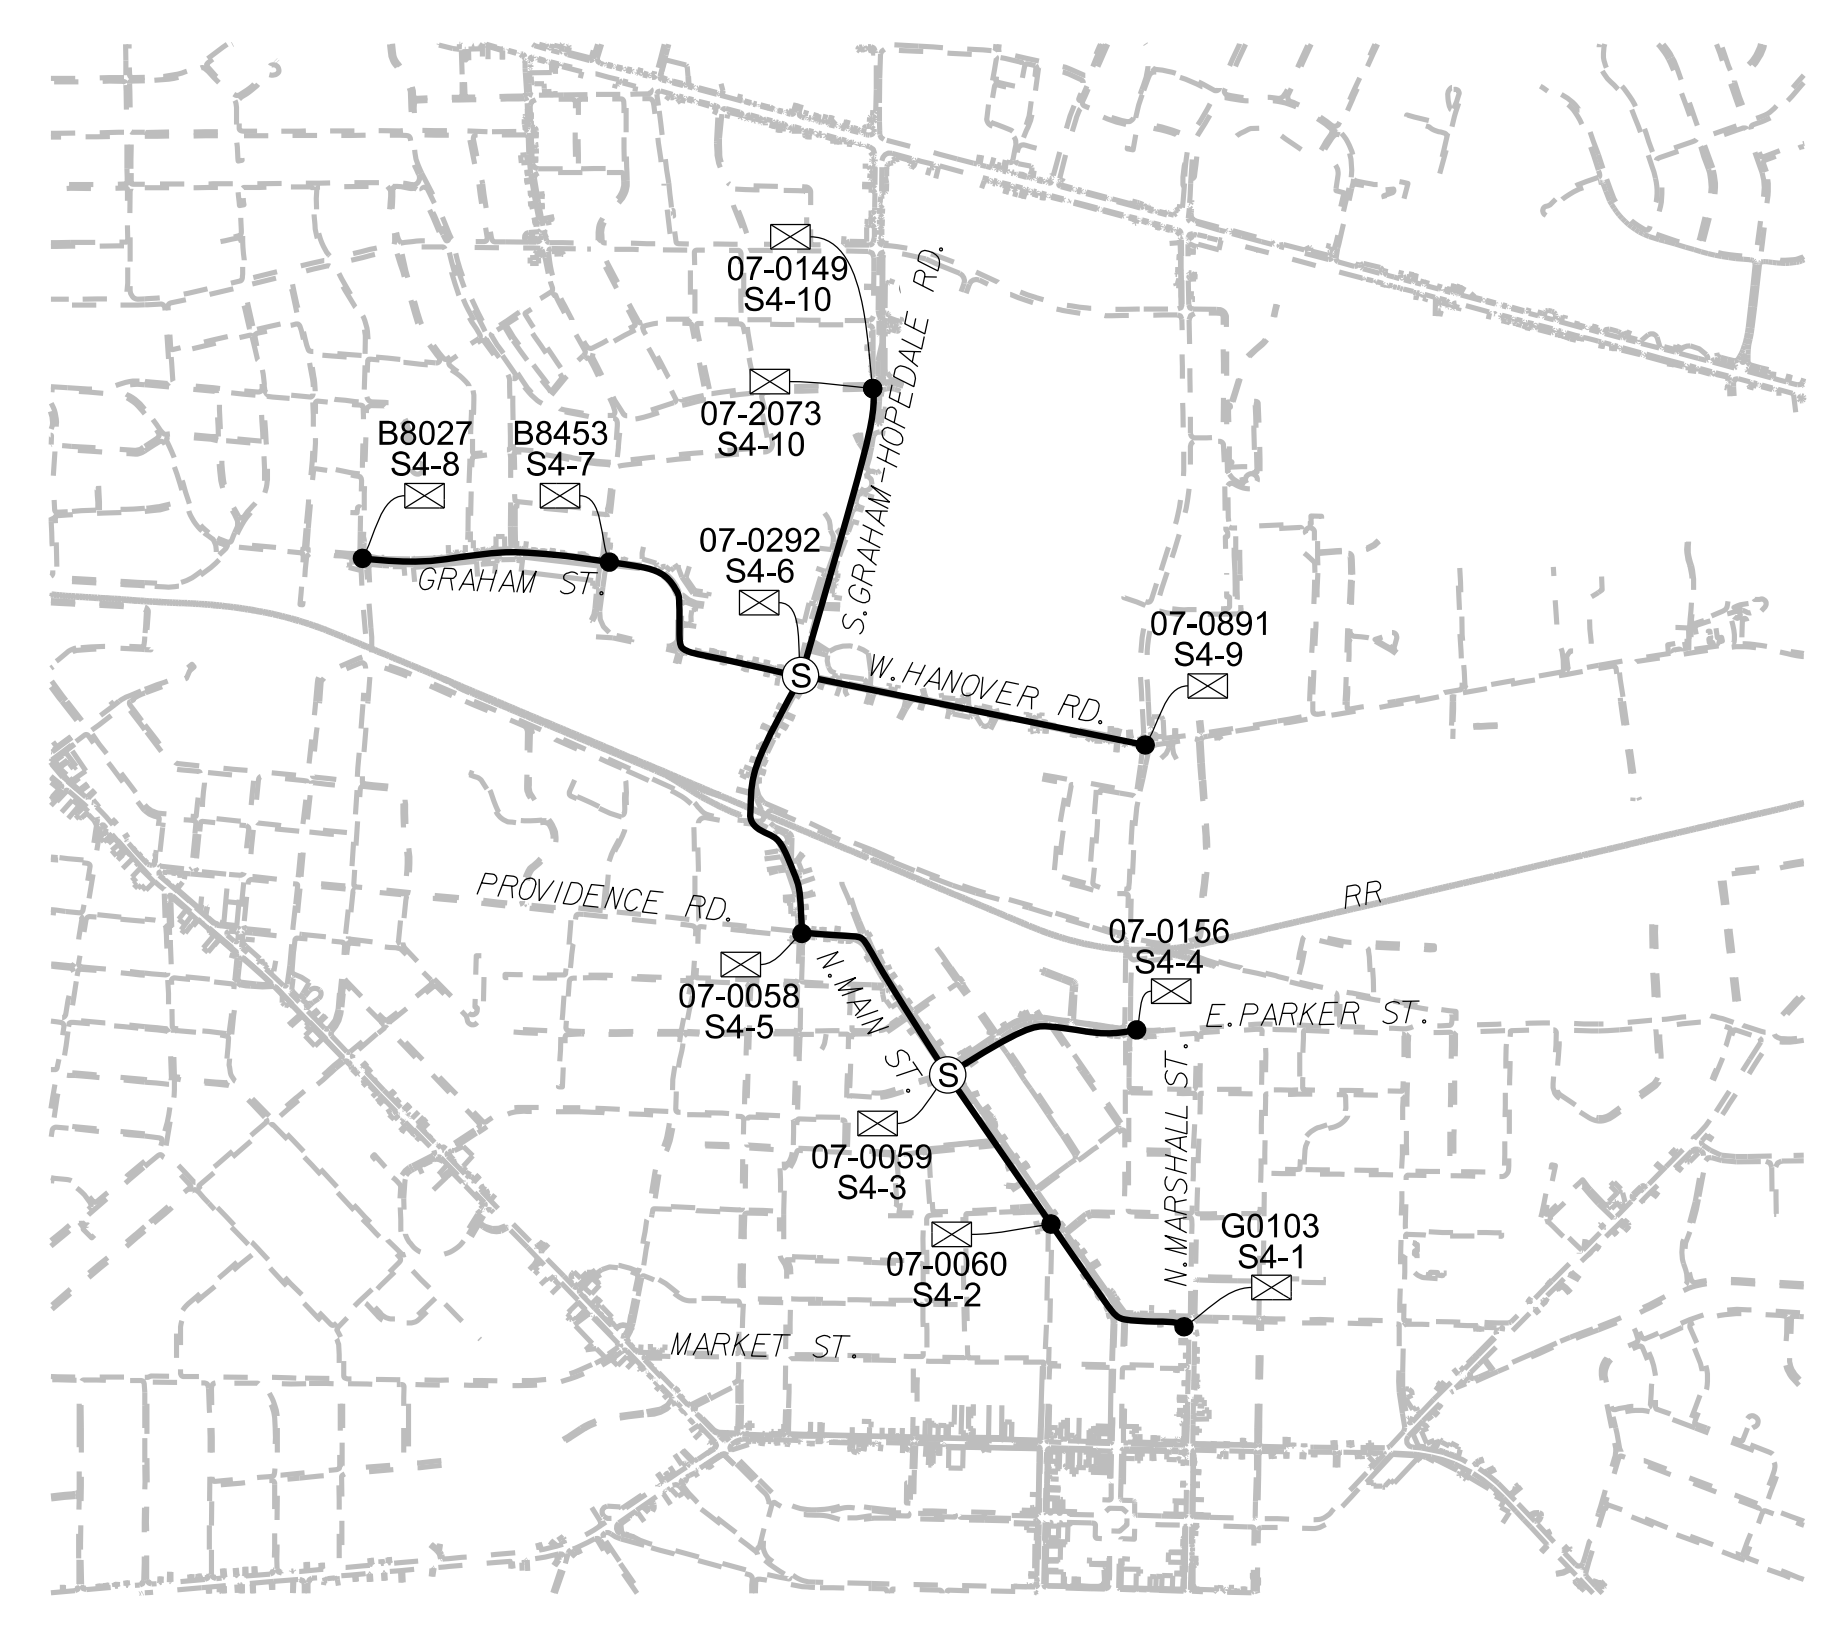 07-0149
S4-10
S.GRAHAM-HOPEDALE RD.
07-2073
S4-10
B8027
S4-8
B8453
S4-7
07-0292
S4-6
GRAHAM ST.
07-0891
S4-9
S
W.HANOVER RD.
PROVIDENCE RD.
RR
07-0156
S4-4
07-0058
S4-5
N.MAIN ST.
E.PARKER ST.
S
N.MARSHALL ST.
07-0059
S4-3
G0103
S4-1
07-0060
S4-2
MARKET ST.